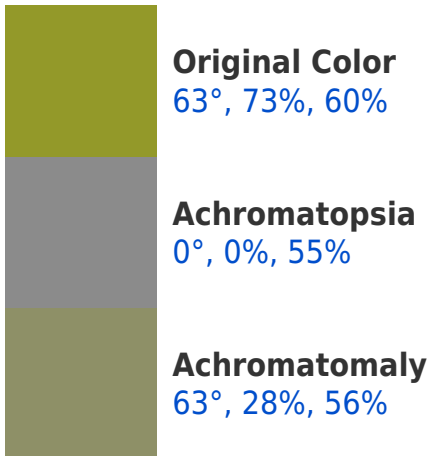 Original Color
63°, 73%, 60%
Achromatopsia
0°, 0%, 55%
Achromatomaly
63°, 28%, 56%